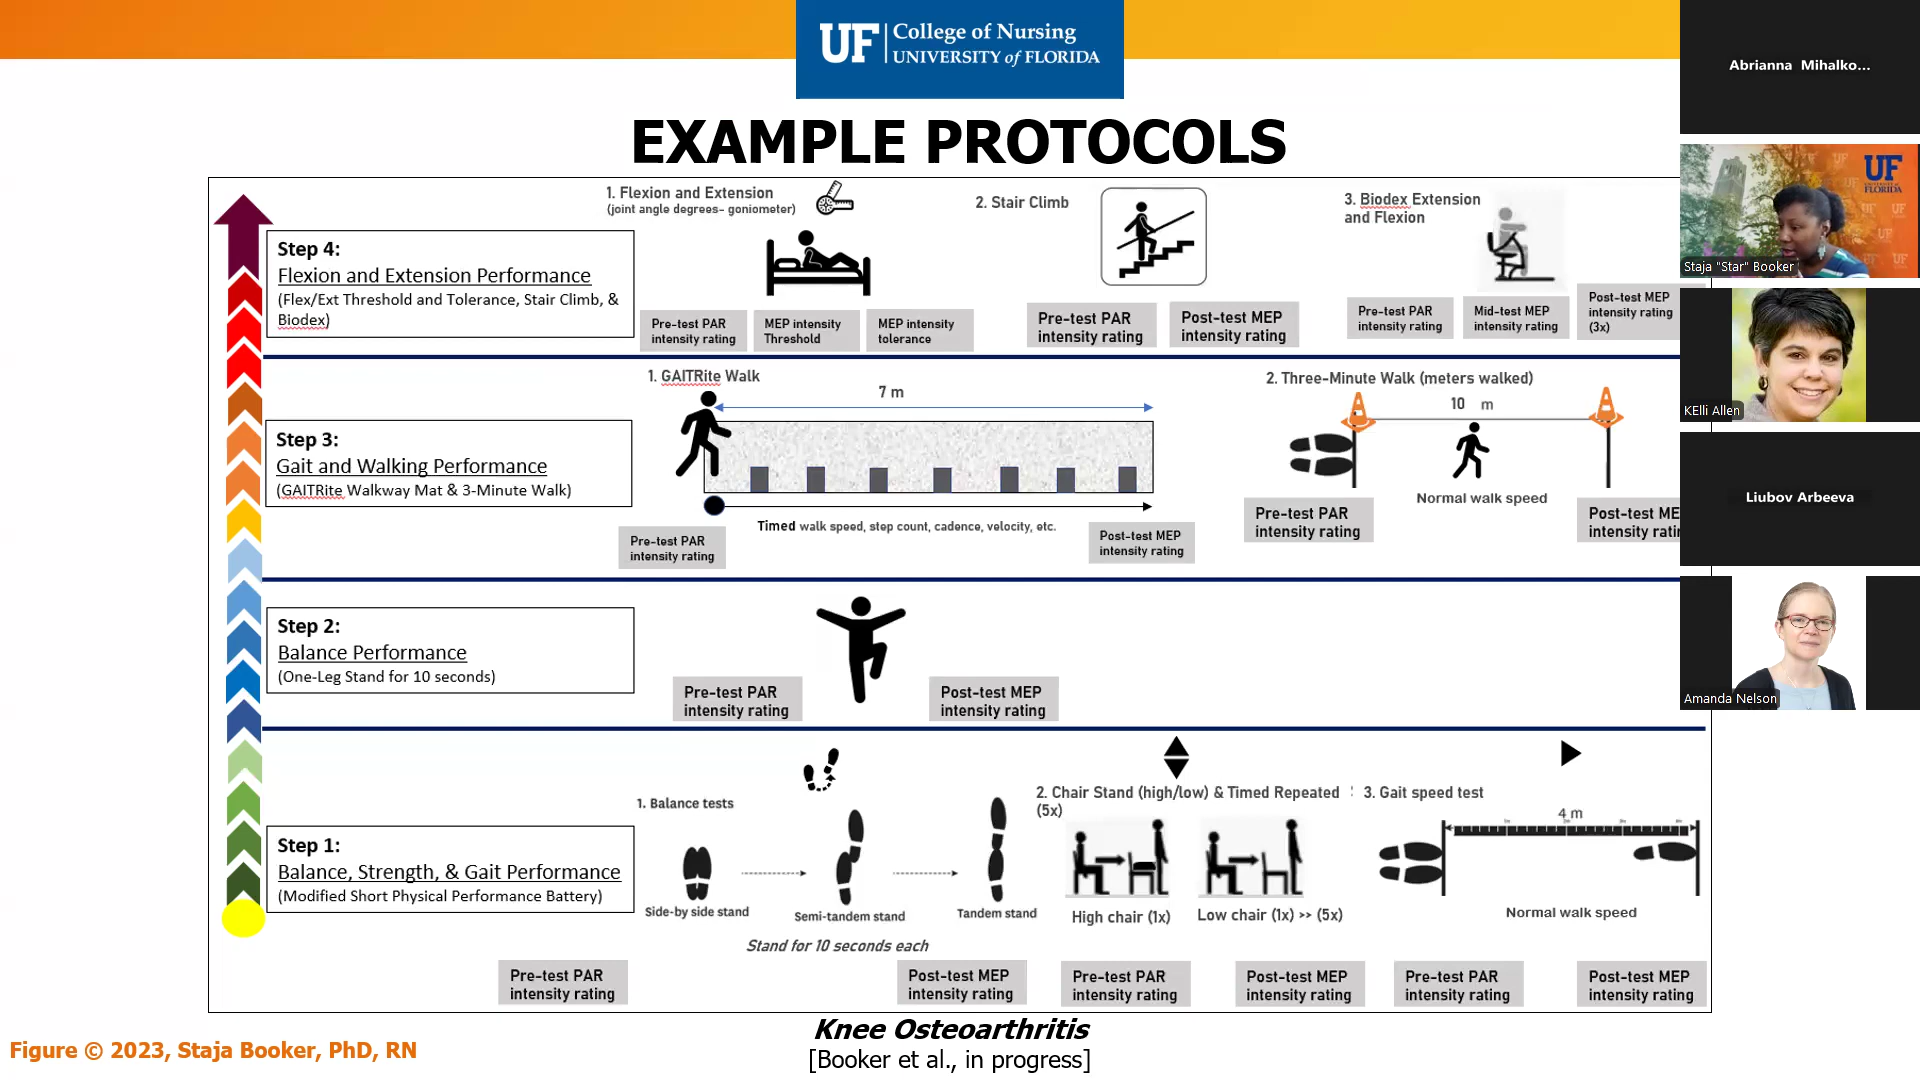 UF College of Nursing
UNIVERSITY of FLORIDA
EXAMPLE PROTOCOLS
Step 4:
Flexion and Extension Performance
(Flex/Ext Threshold and Tolerance, Stair Climb, &
Biodex)
1. Flexion and Extension
(joint angle degrees- goniometer)
Pre-test PAR
intensity rating
MEP intensity
Threshold
MEP intensity
tolerance
2. Stair Climb
Pre-test PAR
intensity rating
Post-test MEP
intensity rating
3. Biodex Extension
and Flexion
Pre-test PAR
intensity rating
Mid-test MEP
intensity rating
Post-test MEP
intensity rating
(3x)
Step 3:
Gait and Walking Performance
(GAITRite Walkway Mat & 3-Minute Walk)
1. GAITRite Walk
7 m
Timed walk speed, step count, cadence, velocity, etc.
Pre-test PAR
intensity rating
Post-test MEP
intensity rating
2. Three-Minute Walk (meters walked)
10 m
Normal walk speed
Pre-test PAR
intensity rating
Post-test ME
intensity ratin
Step 2:
Balance Performance
(One-Leg Stand for 10 seconds)
Pre-test PAR
intensity rating
Post-test MEP
intensity rating
Step 1:
Balance, Strength, & Gait Performance
(Modified Short Physical Performance Battery)
1. Balance tests
Side-by side stand
Semi-tandem stand
Tandem stand
Stand for 10 seconds each
Pre-test PAR
intensity rating
Post-test MEP
intensity rating
2. Chair Stand (high/low) & Timed Repeated
(5x)
High chair (1x)
Low chair (1x) >> (5x)
Pre-test PAR
intensity rating
Post-test MEP
intensity rating
3. Gait speed test
4 m
Normal walk speed
Pre-test PAR
intensity rating
Post-test MEP
intensity rating
Knee Osteoarthritis
[Booker et al., in progress]
Figure © 2023, Staja Booker, PhD, RN
Abrianna Mihalko...
UF
UNIVERSITY of
FLORIDA
Staja "Star" Booker
KElli Allen
Liubov Arbeeva
Amanda Nelson